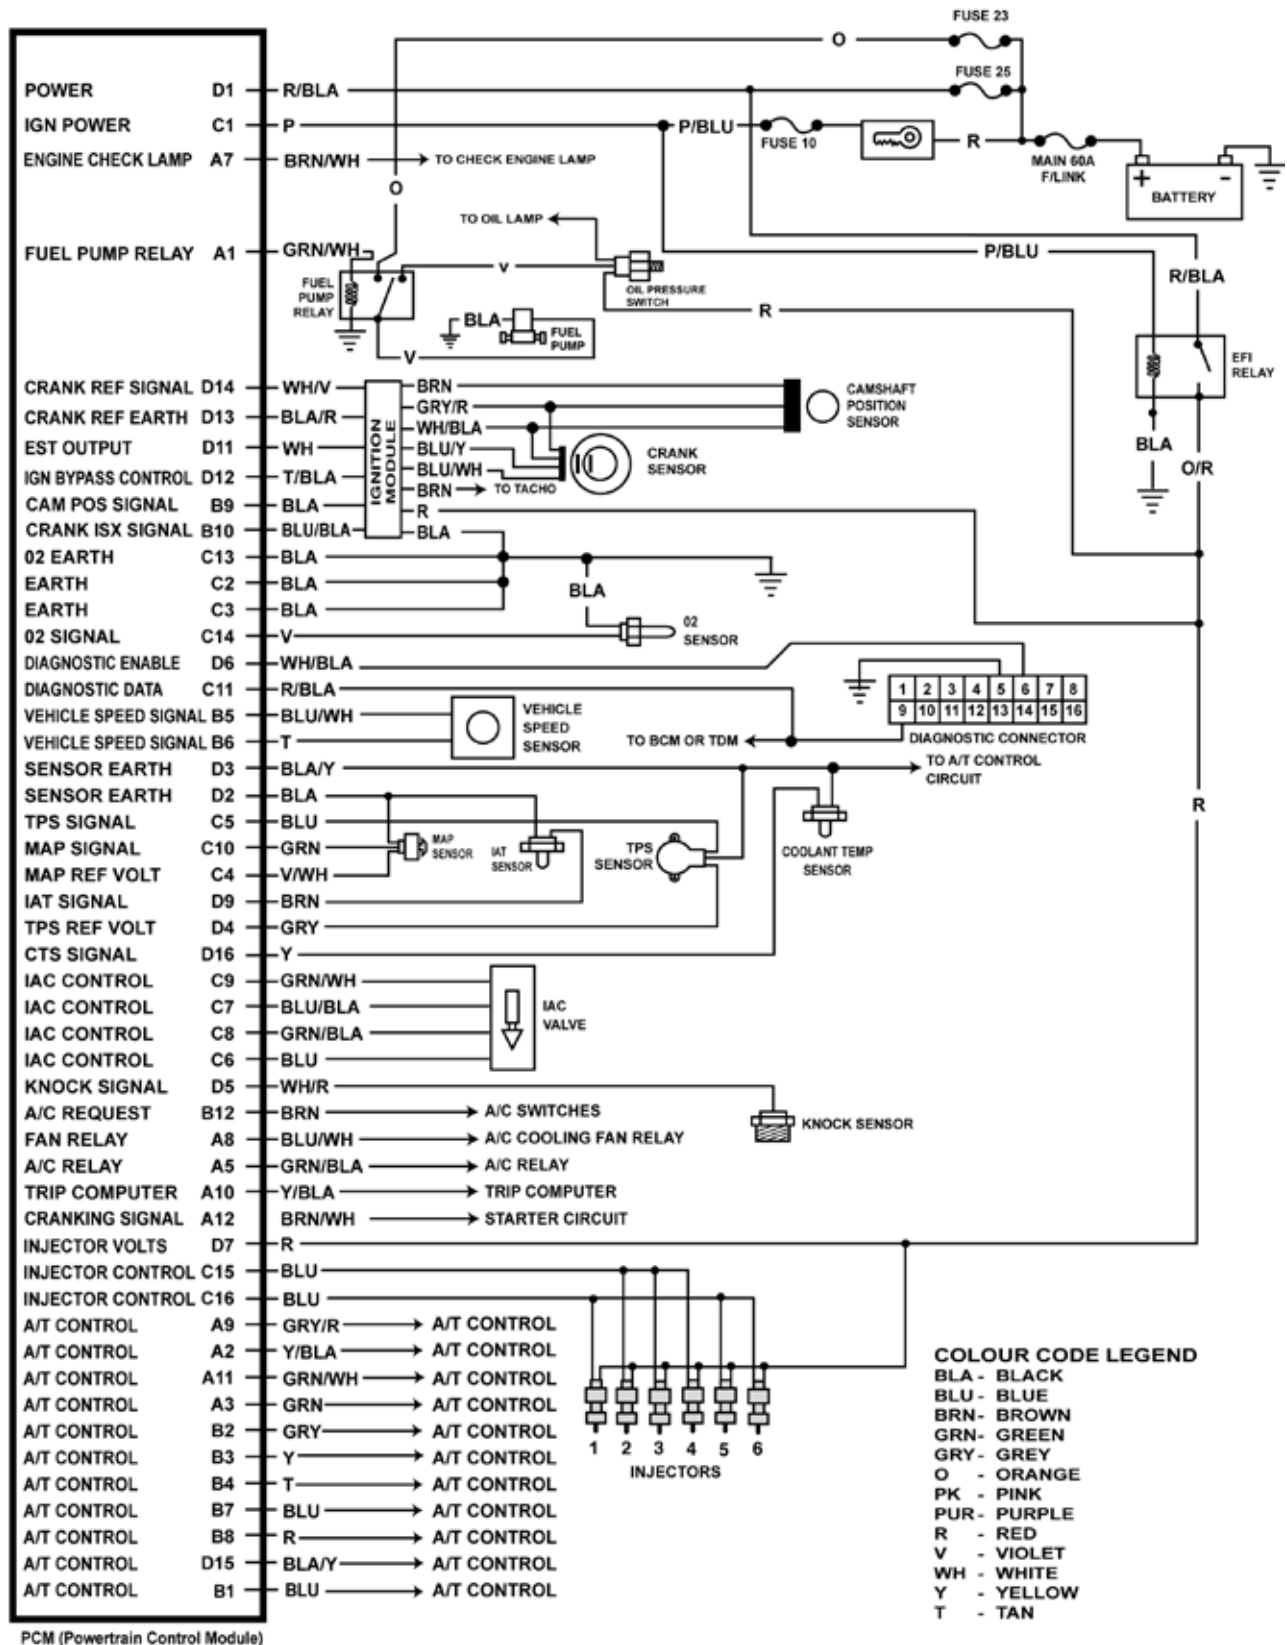 FUSE 23
O
FUSE 25
POWER D1 R/BLA
IGN POWER C1 P P/BLU FUSE 10 R
MAIN 60A
F/LINK
+ -
BATTERY
ENGINE CHECK LAMP A7 BRN/WH TO CHECK ENGINE LAMP
O
TO OIL LAMP
FUEL PUMP RELAY A1 GRN/WH
P/BLU
R/BLA
V
FUEL
PUMP
RELAY
OIL PRESSURE
SWITCH
R
BLA
FUEL
PUMP
V
EFI
RELAY
BLA
O/R
CRANK REF SIGNAL D14 WH/V
CRANK REF EARTH D13 BLA/R
EST OUTPUT D11 WH
IGN BYPASS CONTROL D12 T/BLA
CAM POS SIGNAL B9 BLA
CRANK ISX SIGNAL B10 BLU/BLA
IGNITION
MODULE
BRN
GRY/R
WH/BLA
BLU/Y
BLU/WH
BRN TO TACHO
R
BLA
CAMSHAFT
POSITION
SENSOR
CRANK
SENSOR
02 EARTH C13 BLA
EARTH C2 BLA
EARTH C3 BLA
BLA
02 SIGNAL C14 V
02
SENSOR
DIAGNOSTIC ENABLE D6 WH/BLA
DIAGNOSTIC DATA C11 R/BLA
1 2 3 4 5 6 7 8
9 10 11 12 13 14 15 16
DIAGNOSTIC CONNECTOR
VEHICLE SPEED SIGNAL B5 BLU/WH
VEHICLE SPEED SIGNAL B6 T
VEHICLE
SPEED
SENSOR
TO BCM OR TDM
SENSOR EARTH D3 BLA/Y
TO A/T CONTROL
CIRCUIT
SENSOR EARTH D2 BLA
TPS SIGNAL C5 BLU
MAP SIGNAL C10 GRN
MAP REF VOLT C4 V/WH
MAP
SENSOR
IAT
SENSOR
TPS
SENSOR
COOLANT TEMP
SENSOR
R
IAT SIGNAL D9 BRN
TPS REF VOLT D4 GRY
CTS SIGNAL D16 Y
IAC CONTROL C9 GRN/WH
IAC CONTROL C7 BLU/BLA
IAC CONTROL C8 GRN/BLA
IAC CONTROL C6 BLU
IAC
VALVE
KNOCK SIGNAL D5 WH/R
KNOCK SENSOR
A/C REQUEST B12 BRN A/C SWITCHES
FAN RELAY A8 BLU/WH A/C COOLING FAN RELAY
A/C RELAY A5 GRN/BLA A/C RELAY
TRIP COMPUTER A10 Y/BLA TRIP COMPUTER
CRANKING SIGNAL A12 BRN/WH STARTER CIRCUIT
INJECTOR VOLTS D7 R
INJECTOR CONTROL C15 BLU
INJECTOR CONTROL C16 BLU
A/T CONTROL A9 GRY/R A/T CONTROL
A/T CONTROL A2 Y/BLA A/T CONTROL
A/T CONTROL A11 GRN/WH A/T CONTROL
A/T CONTROL A3 GRN A/T CONTROL
A/T CONTROL B2 GRY A/T CONTROL
A/T CONTROL B3 Y A/T CONTROL
A/T CONTROL B4 T A/T CONTROL
A/T CONTROL B7 BLU A/T CONTROL
A/T CONTROL B8 R A/T CONTROL
A/T CONTROL D15 BLA/Y A/T CONTROL
A/T CONTROL B1 BLU A/T CONTROL
1 2 3 4 5 6
INJECTORS
COLOUR CODE LEGEND
BLA - BLACK
BLU - BLUE
BRN - BROWN
GRN - GREEN
GRY - GREY
O - ORANGE
PK - PINK
PUR - PURPLE
R - RED
V - VIOLET
WH - WHITE
Y - YELLOW
T - TAN
PCM (Powertrain Control Module)